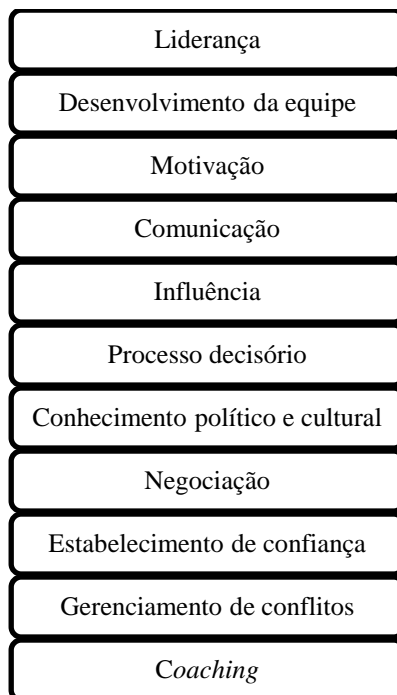 Liderança
Desenvolvimento da equipe
Motivação
Comunicação
Influência
Processo decisório
Conhecimento político e cultural
Negociação
Estabelecimento de confiança
Gerenciamento de conflitos
Coaching